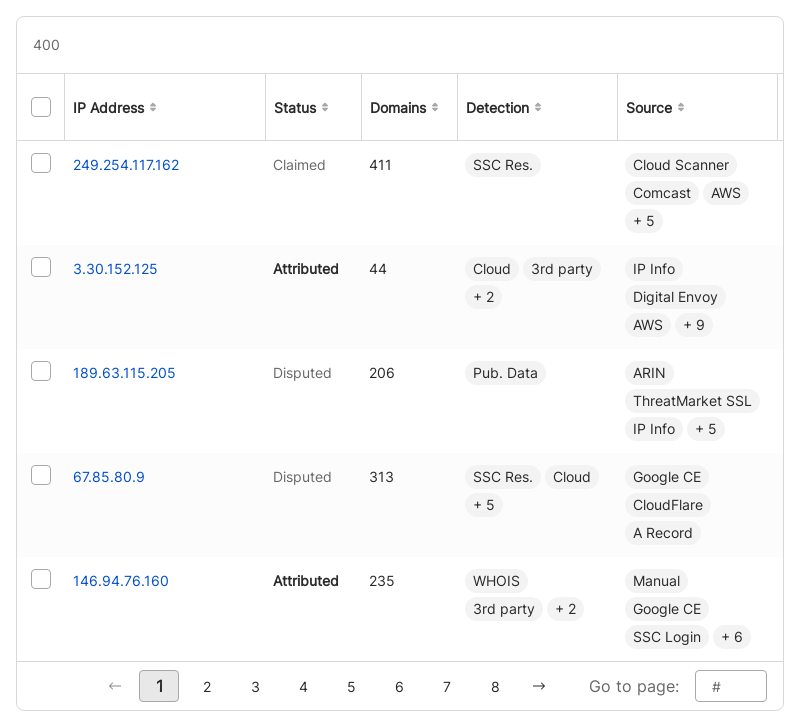 400
IP Address Status Domains Detection Source
249.254.117.162 Claimed 411 SSC Res. Cloud Scanner
Comcast AWS
+ 5
3.30.152.125 Attributed 44 Cloud 3rd party IP Info
+ 2 Digital Envoy
AWS + 9
189.63.115.205 Disputed 206 Pub. Data ARIN
ThreatMarket SSL
IP Info + 5
67.85.80.9 Disputed 313 SSC Res. Cloud Google CE
+ 5 CloudFlare
A Record
146.94.76.160 Attributed 235 WHOIS Manual
3rd party + 2 Google CE
SSC Login + 6
← 1 2 3 4 5 6 7 8 → Go to page: #